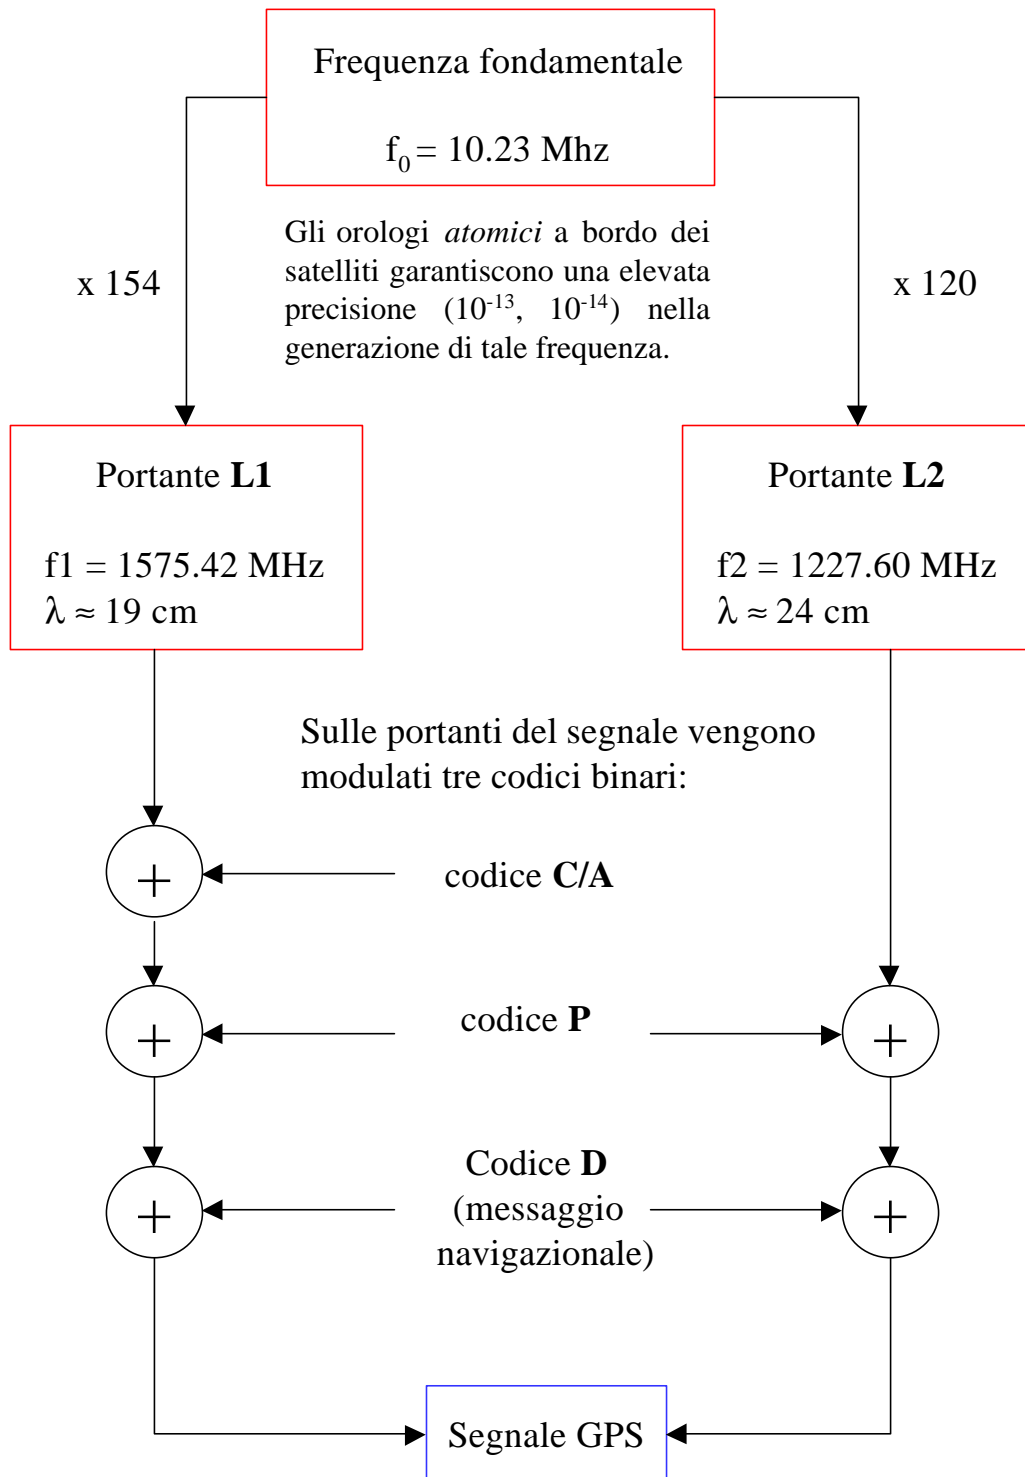 Frequenza fondamentale
f₀ = 10.23 Mhz
Gli orologi atomici a bordo dei
satelliti garantiscono una elevata
precisione (10⁻¹³, 10⁻¹⁴) nella
generazione di tale frequenza.
x 154
x 120
Portante L1
f1 = 1575.42 MHz
λ ≈ 19 cm
Portante L2
f2 = 1227.60 MHz
λ ≈ 24 cm
Sulle portanti del segnale vengono
modulati tre codici binari:
+
codice C/A
+
codice P
+
+
Codice D
(messaggio
navigazionale)
+
Segnale GPS